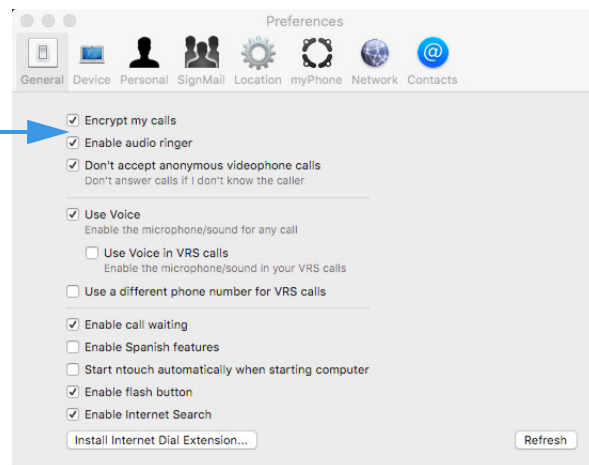 Preferences
General Device Personal SignMail Location myPhone Network Contacts
Encrypt my calls
Enable audio ringer
Don't accept anonymous videophone calls
Don't answer calls if I don't know the caller
Use Voice
Enable the microphone/sound for any call
Use Voice in VRS calls
Enable the microphone/sound in your VRS calls
Use a different phone number for VRS calls
Enable call waiting
Enable Spanish features
Start ntouch automatically when starting computer
Enable flash button
Enable Internet Search
Install Internet Dial Extension... Refresh